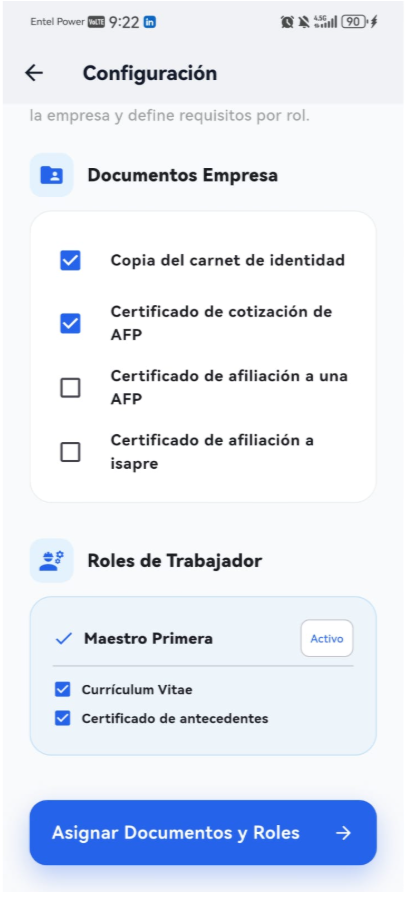 Entel Power VoLTE 9:22 in 4.5G 90
Configuración
la empresa y define requisitos por rol.
Documentos Empresa
Copia del carnet de identidad
Certificado de cotización de
AFP
Certificado de afiliación a una
AFP
Certificado de afiliación a
isapre
Roles de Trabajador
Maestro Primera Activo
Currículum Vitae
Certificado de antecedentes
Asignar Documentos y Roles